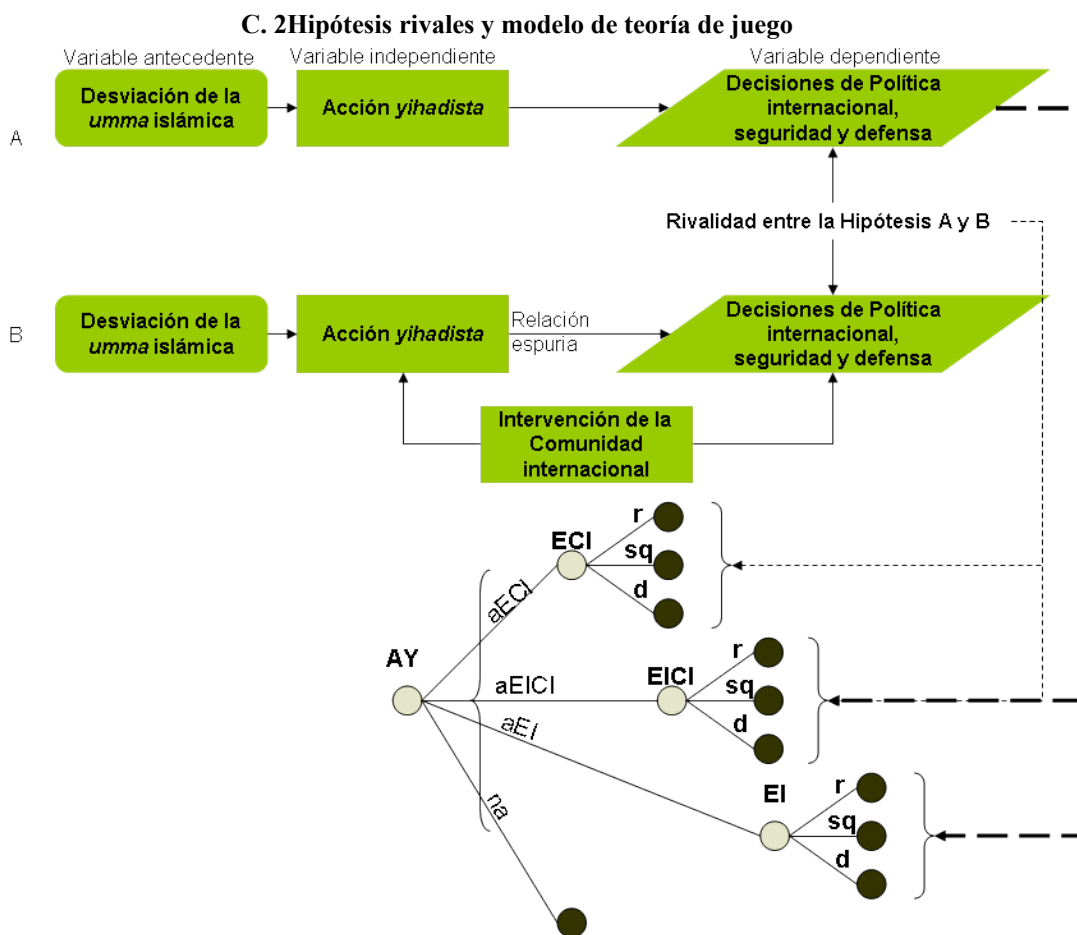 C. 2Hipótesis rivales y modelo de teoría de juego
Variable antecedente
Variable independiente
Variable dependiente
A
Desviación de la
umma islámica
Acción yihadista
Decisiones de Política
internacional,
seguridad y defensa
Rivalidad entre la Hipótesis A y B
B
Desviación de la
umma islámica
Acción yihadista
Relación
espuria
Decisiones de Política
internacional,
seguridad y defensa
Intervención de la
Comunidad
internacional
AY
aECI
aEICI
aEI
na
ECI
r
sq
d
EICI
r
sq
d
EI
r
sq
d